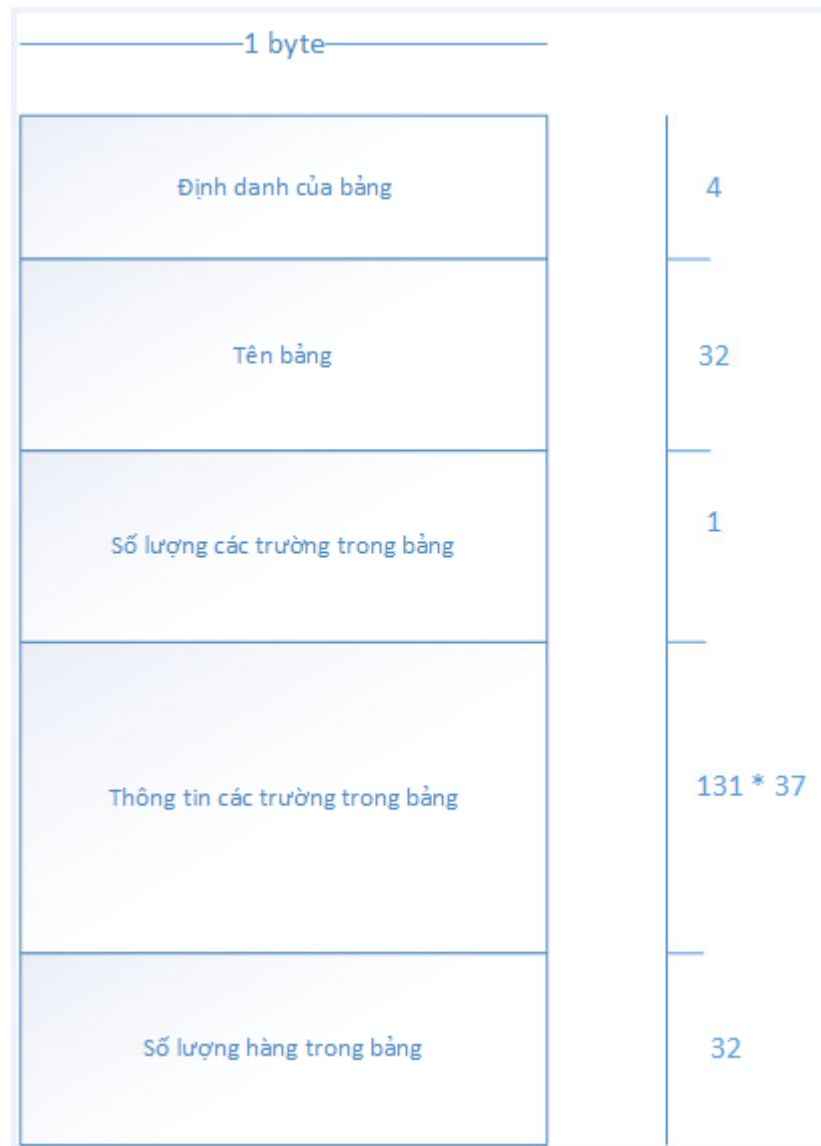 1 byte
Định danh của bảng
4
Tên bảng
32
Số lượng các trường trong bảng
1
Thông tin các trường trong bảng
131 * 37
Số lượng hàng trong bảng
32